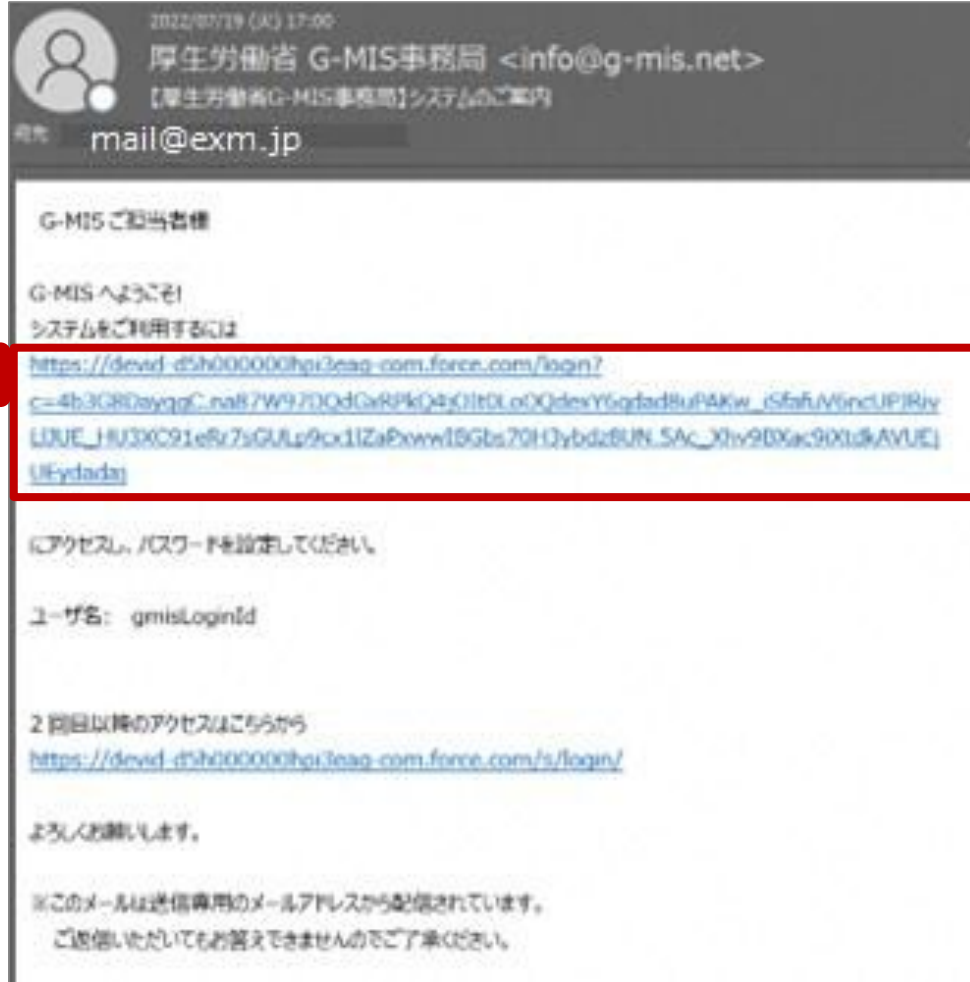 2022/07/19 (火) 17:00
厚生労働省 G-MIS事務局 <info@g-mis.net>
【厚生労働省G-MIS事務局】システムのご案内
宛先 mail@exm.jp
G-MIS ご担当者様
G-MIS へようこそ!
システムをご利用するには
https://devid-d5h000000hpi3eag-com.force.com/login?
にアクセスし、パスワードを設定してください。
ユーザ名: gmisLoginId
2 回目以降のアクセスはこちらから
https://devid-d5h000000hpi3eag-com.force.com/s/login/
よろしくお願いします。
※このメールは送信専用のメールアドレスから配信されています。
ご返信いただいてもお答えできませんのでご了承ください。